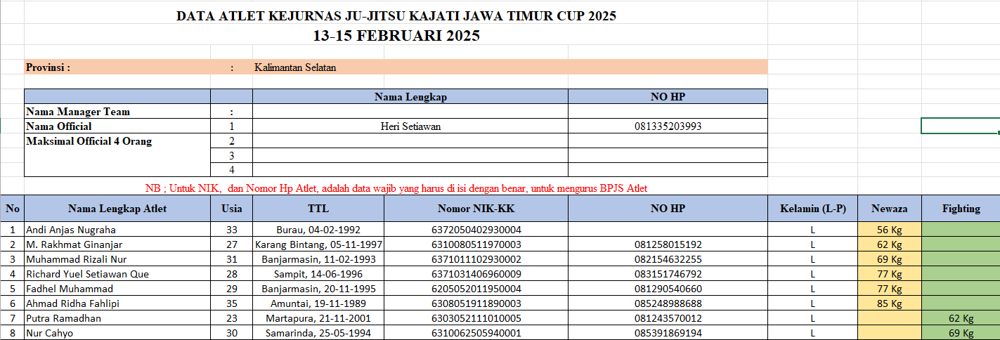 DATA ATLET KEJURNAS JU-JITSU KAJATI JAWA TIMUR CUP 2025
13-15 FEBRUARI 2025
Provinsi : : Kalimantan Selatan
Nama Lengkap NO HP
Nama Manager Team :
Nama Official 1 Heri Setiawan 081335203993
Maksimal Official 4 Orang 2
3
4
NB ; Untuk NIK, dan Nomor Hp Atlet, adalah data wajib yang harus di isi dengan benar, untuk mengurus BPJS Atlet
No Nama Lengkap Atlet Usia TTL Nomor NIK-KK NO HP Kelamin (L-P) Newaza Fighting
1 Andi Anjas Nugraha 33 Burau, 04-02-1992 6372050402930004 L 56 Kg
2 M. Rakhmat Ginanjar 27 Karang Bintang, 05-11-1997 6310080511970003 081258015192 L 62 Kg
3 Muhammad Rizali Nur 31 Banjarmasin, 11-02-1993 6371011102930002 082154632255 L 69 Kg
4 Richard Yuel Setiawan Que 28 Sampit, 14-06-1996 6371031406960009 083151746792 L 77 Kg
5 Fadhel Muhammad 29 Banjarmasin, 20-11-1995 6205052011950004 081290540660 L 77 Kg
6 Ahmad Ridha Fahlipi 35 Amuntai, 19-11-1989 6308051911890003 085248988688 L 85 Kg
7 Putra Ramadhan 23 Martapura, 21-11-2001 6303052111010005 081243570012 L 62 Kg
8 Nur Cahyo 30 Samarinda, 25-05-1994 6310062505940001 085391869194 L 69 Kg